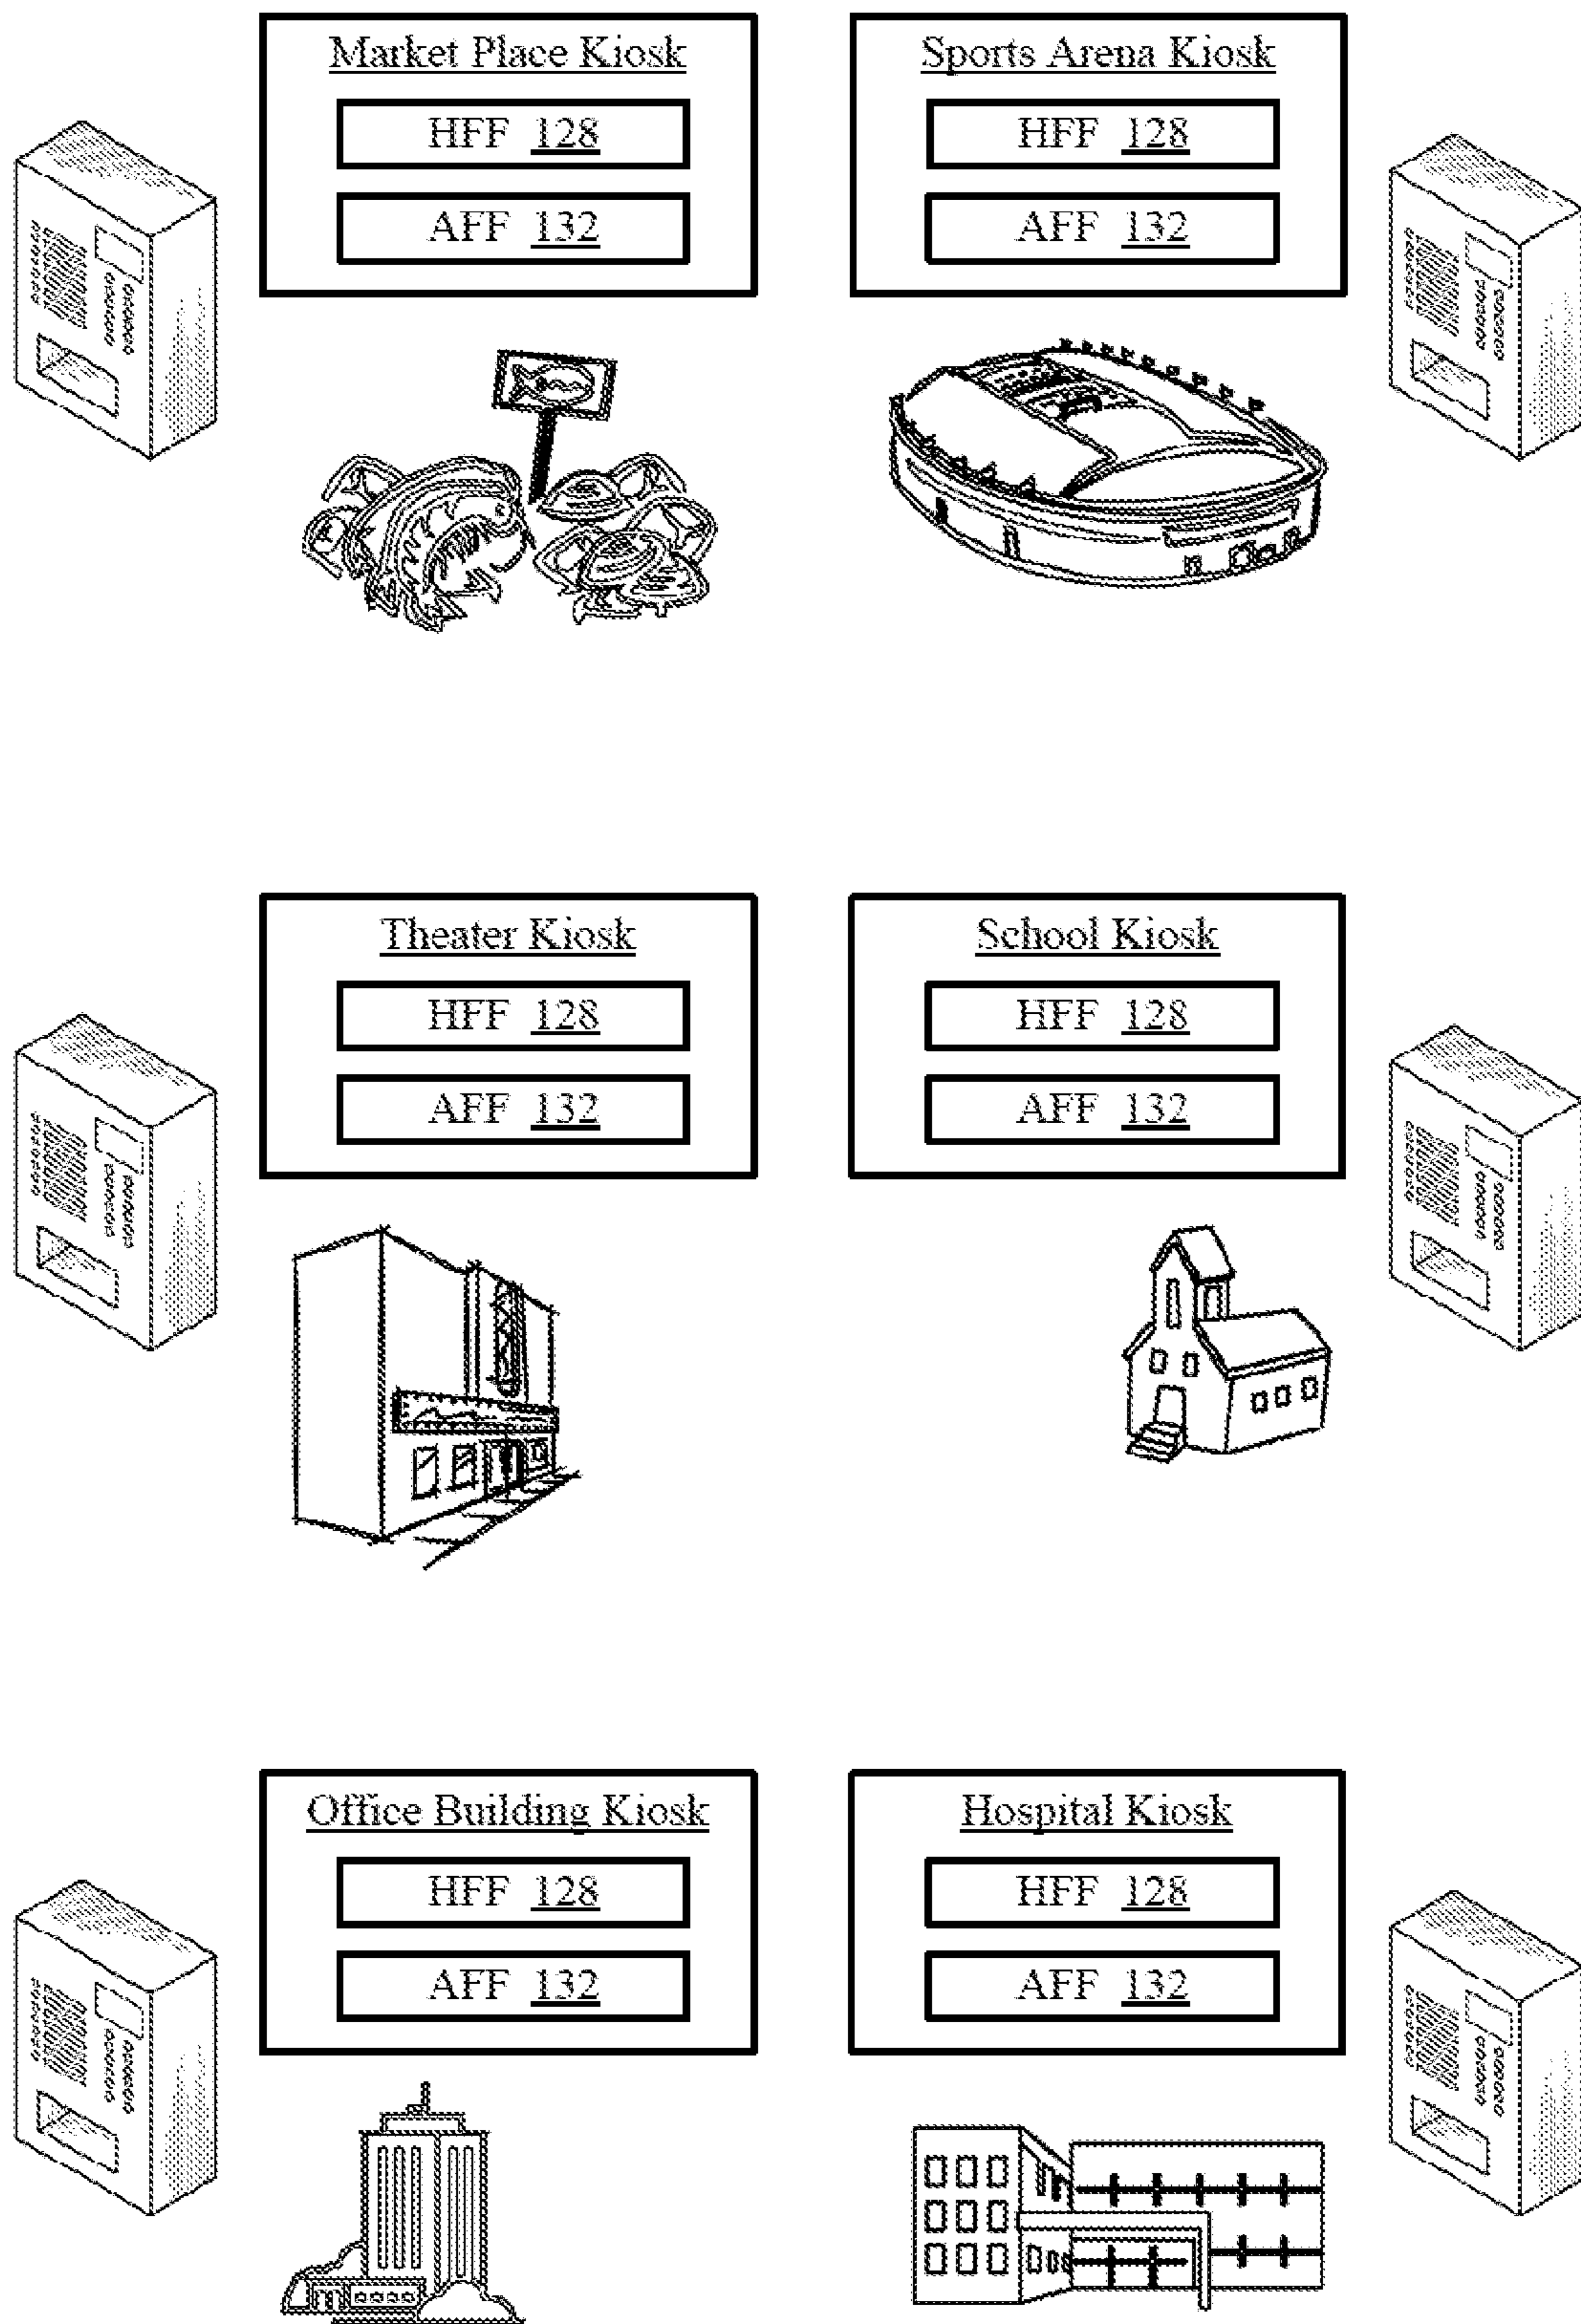 Market Place Kiosk
HFF 128
AFF 132
Sports Arena Kiosk
HFF 128
AFF 132
Theater Kiosk
HFF 128
AFF 132
School Kiosk
HFF 128
AFF 132
Office Building Kiosk
HFF 128
AFF 132
Hospital Kiosk
HFF 128
AFF 132